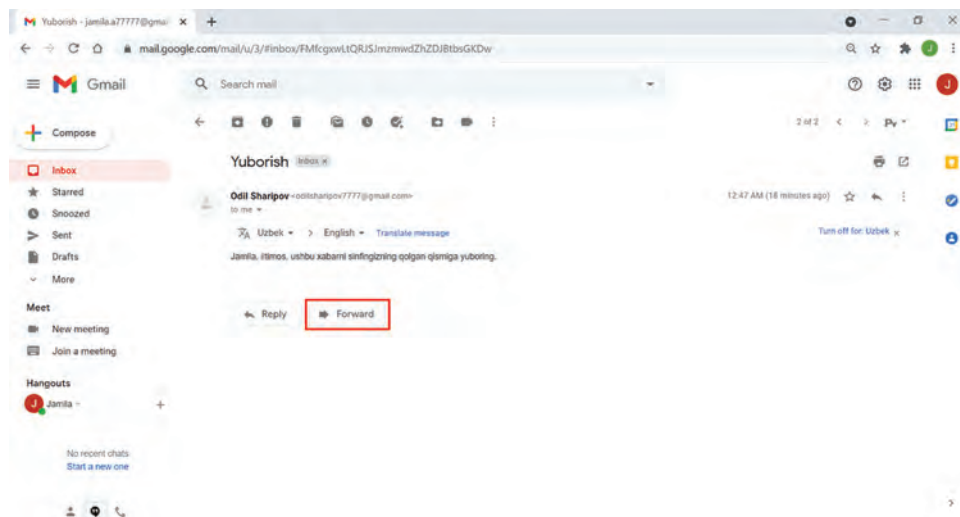 Yuborish - jamila.a77777@gmai
mail.google.com/mail/u/3/#inbox/FMfcgxwLtQRJSJmzmwdZhZDJBtbsGKDw
J
Gmail
Search mail
J
Compose
2 of 2
Inbox
Starred
Snoozed
Sent
Drafts
More
Yuborish Inbox x
Odil Sharipov <odilsharipov7777@gmail.com>
12:47 AM (18 minutes ago)
to me
Uzbek > English Translate message
Turn off for: Uzbek x
Jamila, iltimos, ushbu xabarni sinfingizning qolgan qismiga yuboring.
Reply
Forward
Meet
New meeting
Join a meeting
Hangouts
J Jamila
No recent chats
Start a new one